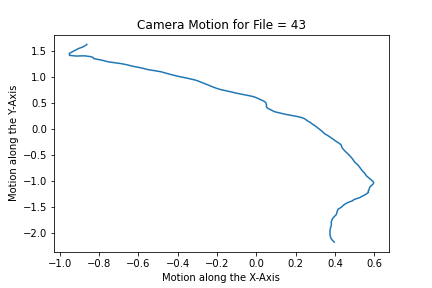 Camera Motion for File = 43
Motion along the Y-Axis
1.5
1.0
0.5
0.0
−0.5
−1.0
−1.5
−2.0
−1.0 −0.8 −0.6 −0.4 −0.2 0.0 0.2 0.4 0.6
Motion along the X-Axis